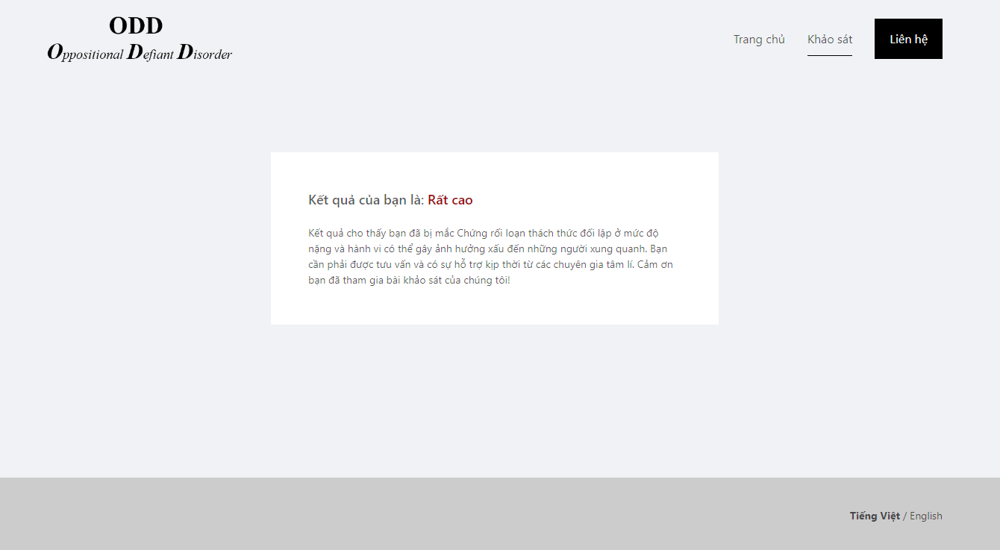 ODD
Oppositional Defiant Disorder
Trang chủ Khảo sát Liên hệ
Kết quả của bạn là: Rất cao
Kết quả cho thấy bạn đã bị mắc Chứng rối loạn thách thức đối lập ở mức độ
nặng và hành vi có thể gây ảnh hưởng xấu đến những người xung quanh. Bạn
cần phải được tưu vấn và có sự hỗ trợ kịp thời từ các chuyên gia tâm lí. Cảm ơn
bạn đã tham gia bài khảo sát của chúng tôi!
Tiếng Việt / English